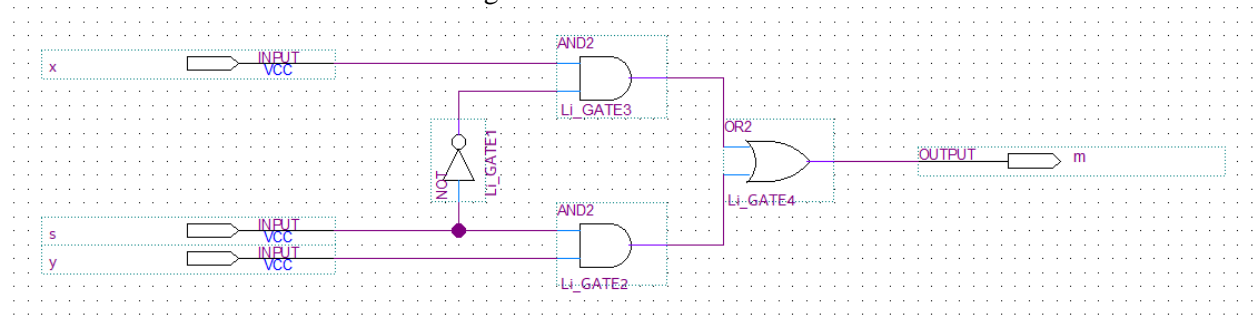 AND2
INPUT
VCC
x
Li_GATE3
OR2
NOT
Li_GATE1
OUTPUT
m
Li_GATE4
AND2
INPUT
VCC
s
INPUT
VCC
y
Li_GATE2